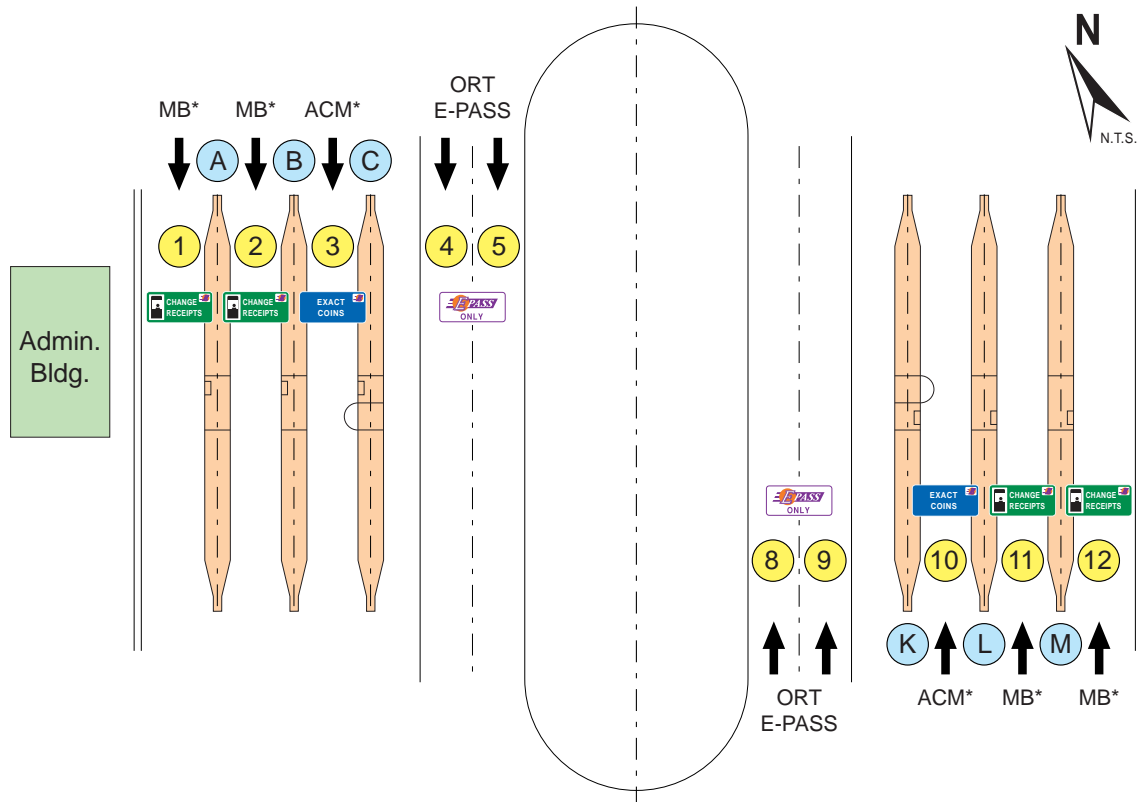 N
N.T.S.
ORT
E-PASS
MB*
MB*
ACM*
A
B
C
1
2
3
4
5
CHANGE
RECEIPTS
CHANGE
RECEIPTS
EXACT
COINS
E-PASS
ONLY
Admin.
Bldg.
E-PASS
ONLY
EXACT
COINS
CHANGE
RECEIPTS
CHANGE
RECEIPTS
8
9
10
11
12
K
L
M
ORT
E-PASS
ACM*
MB*
MB*